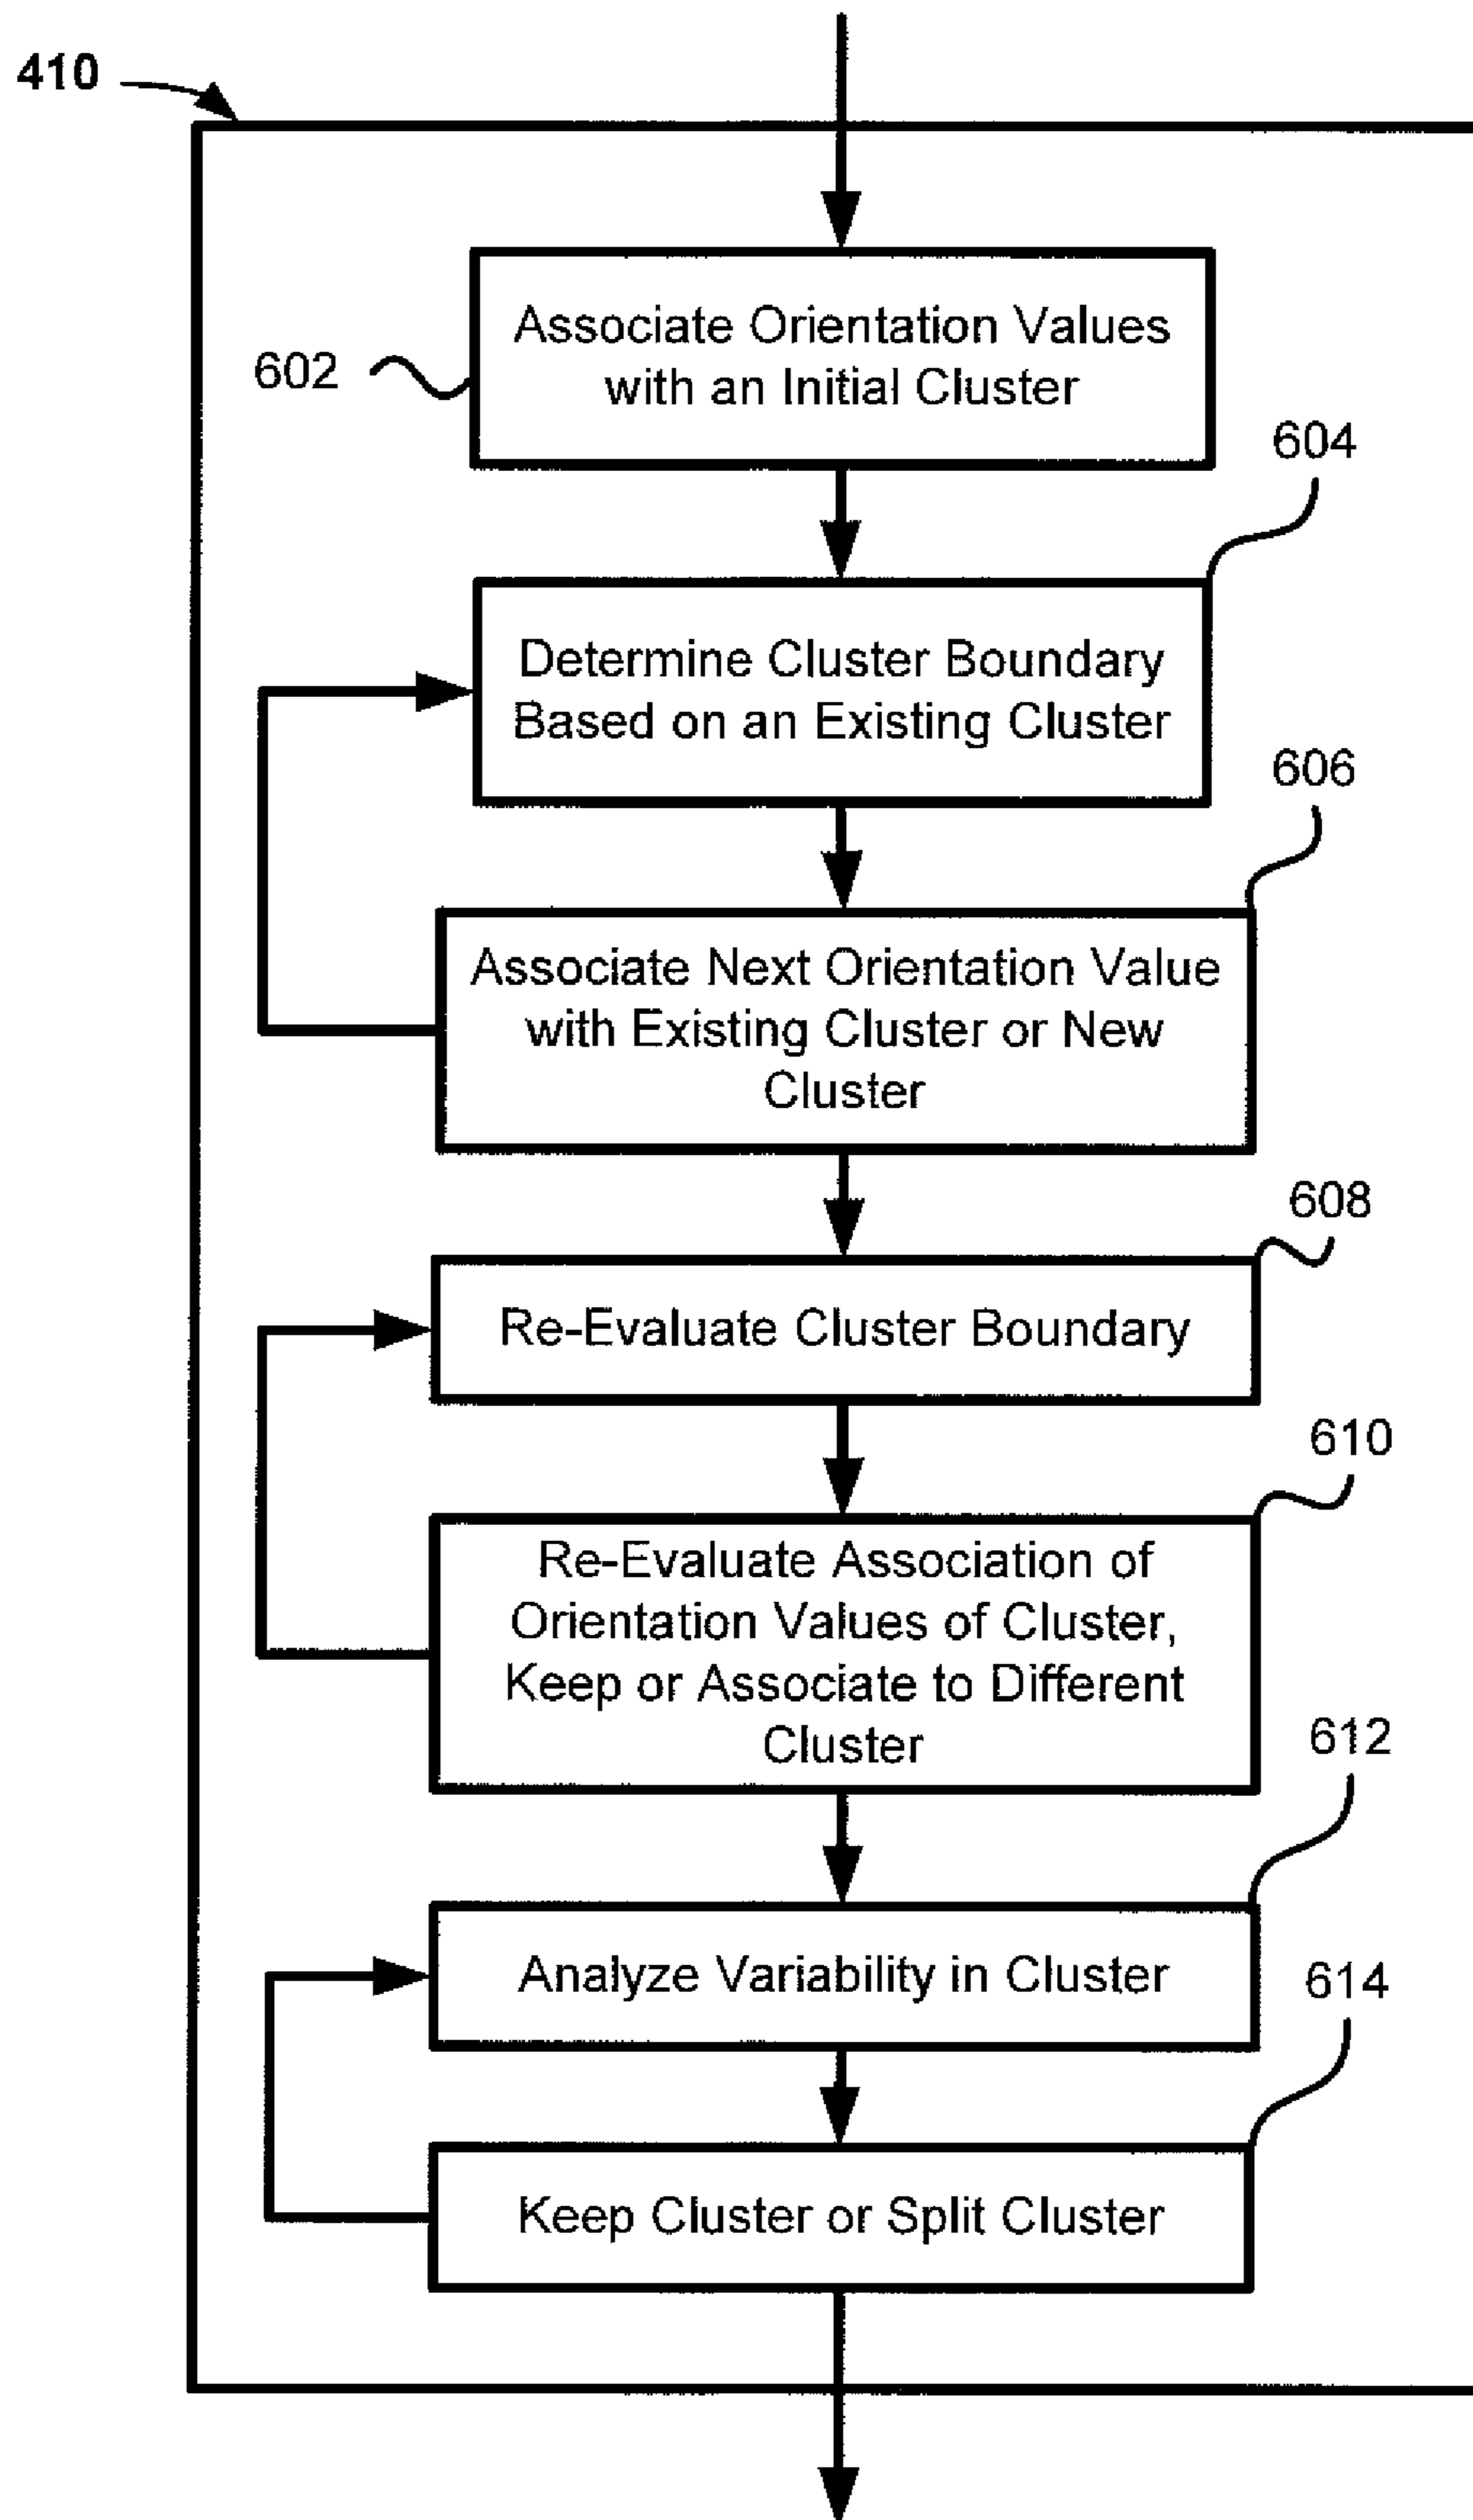 410
Associate Orientation Values
with an Initial Cluster
602
604
Determine Cluster Boundary
Based on an Existing Cluster
606
Associate Next Orientation Value
with Existing Cluster or New
Cluster
608
Re-Evaluate Cluster Boundary
610
Re-Evaluate Association of
Orientation Values of Cluster,
Keep or Associate to Different
Cluster
612
Analyze Variability in Cluster
614
Keep Cluster or Split Cluster